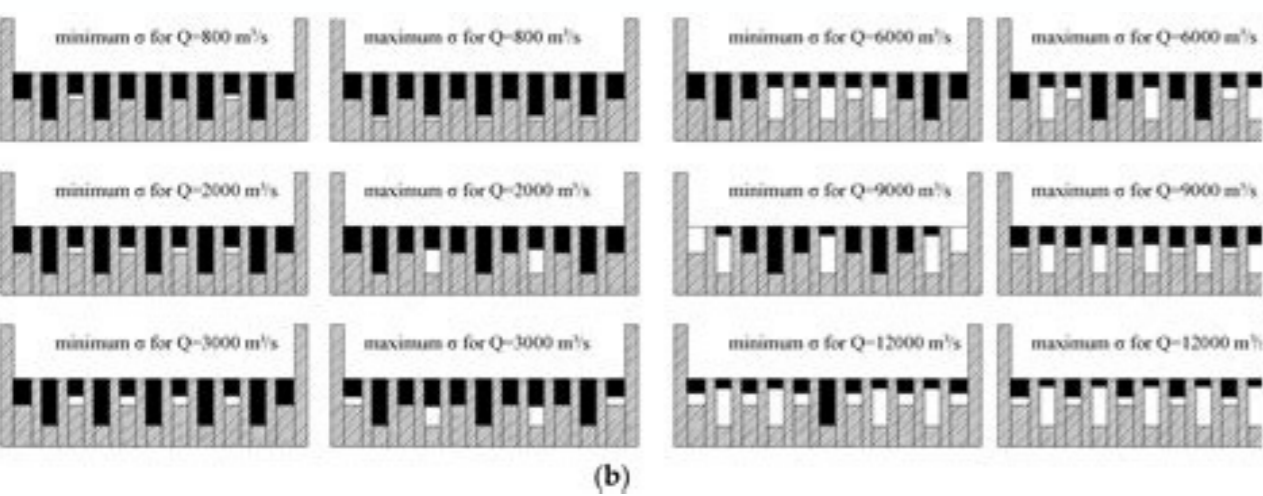 minimum σ for Q=800 m³/s
maximum σ for Q=800 m³/s
minimum σ for Q=6000 m³/s
maximum σ for Q=6000 m³/s
minimum σ for Q=2000 m³/s
maximum σ for Q=2000 m³/s
minimum σ for Q=9000 m³/s
maximum σ for Q=9000 m³/s
minimum σ for Q=3000 m³/s
maximum σ for Q=3000 m³/s
minimum σ for Q=12000 m³/s
maximum σ for Q=12000 m³/
(b)